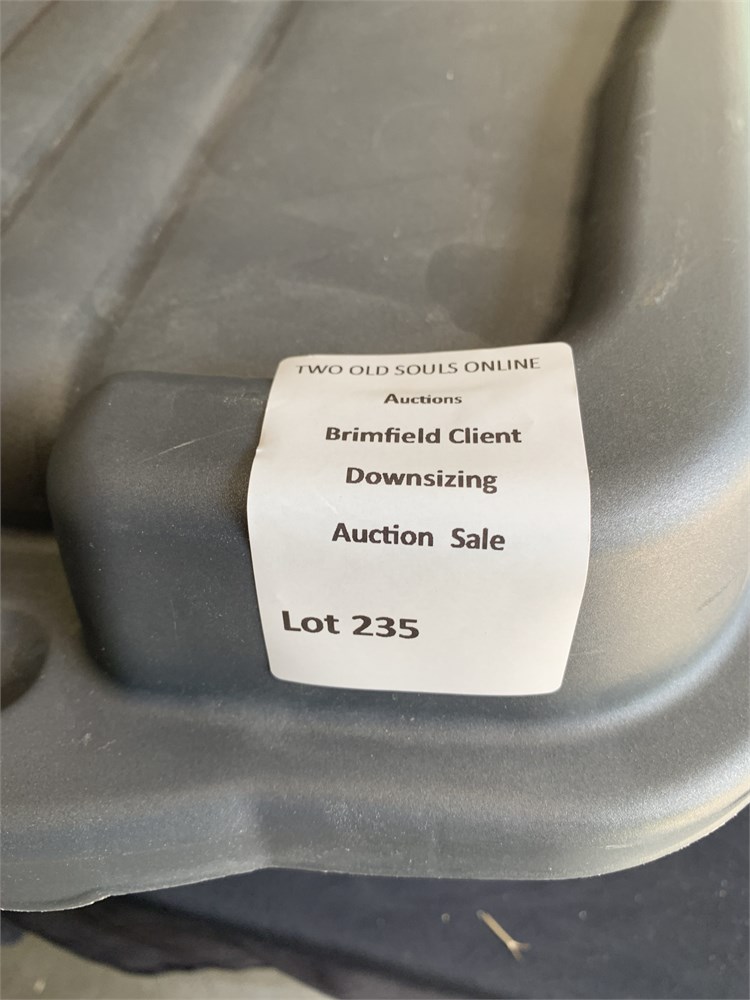 TWO OLD SOULS ONLINE
Auctions
Brimfield Client
Downsizing
Auction Sale
Lot 235